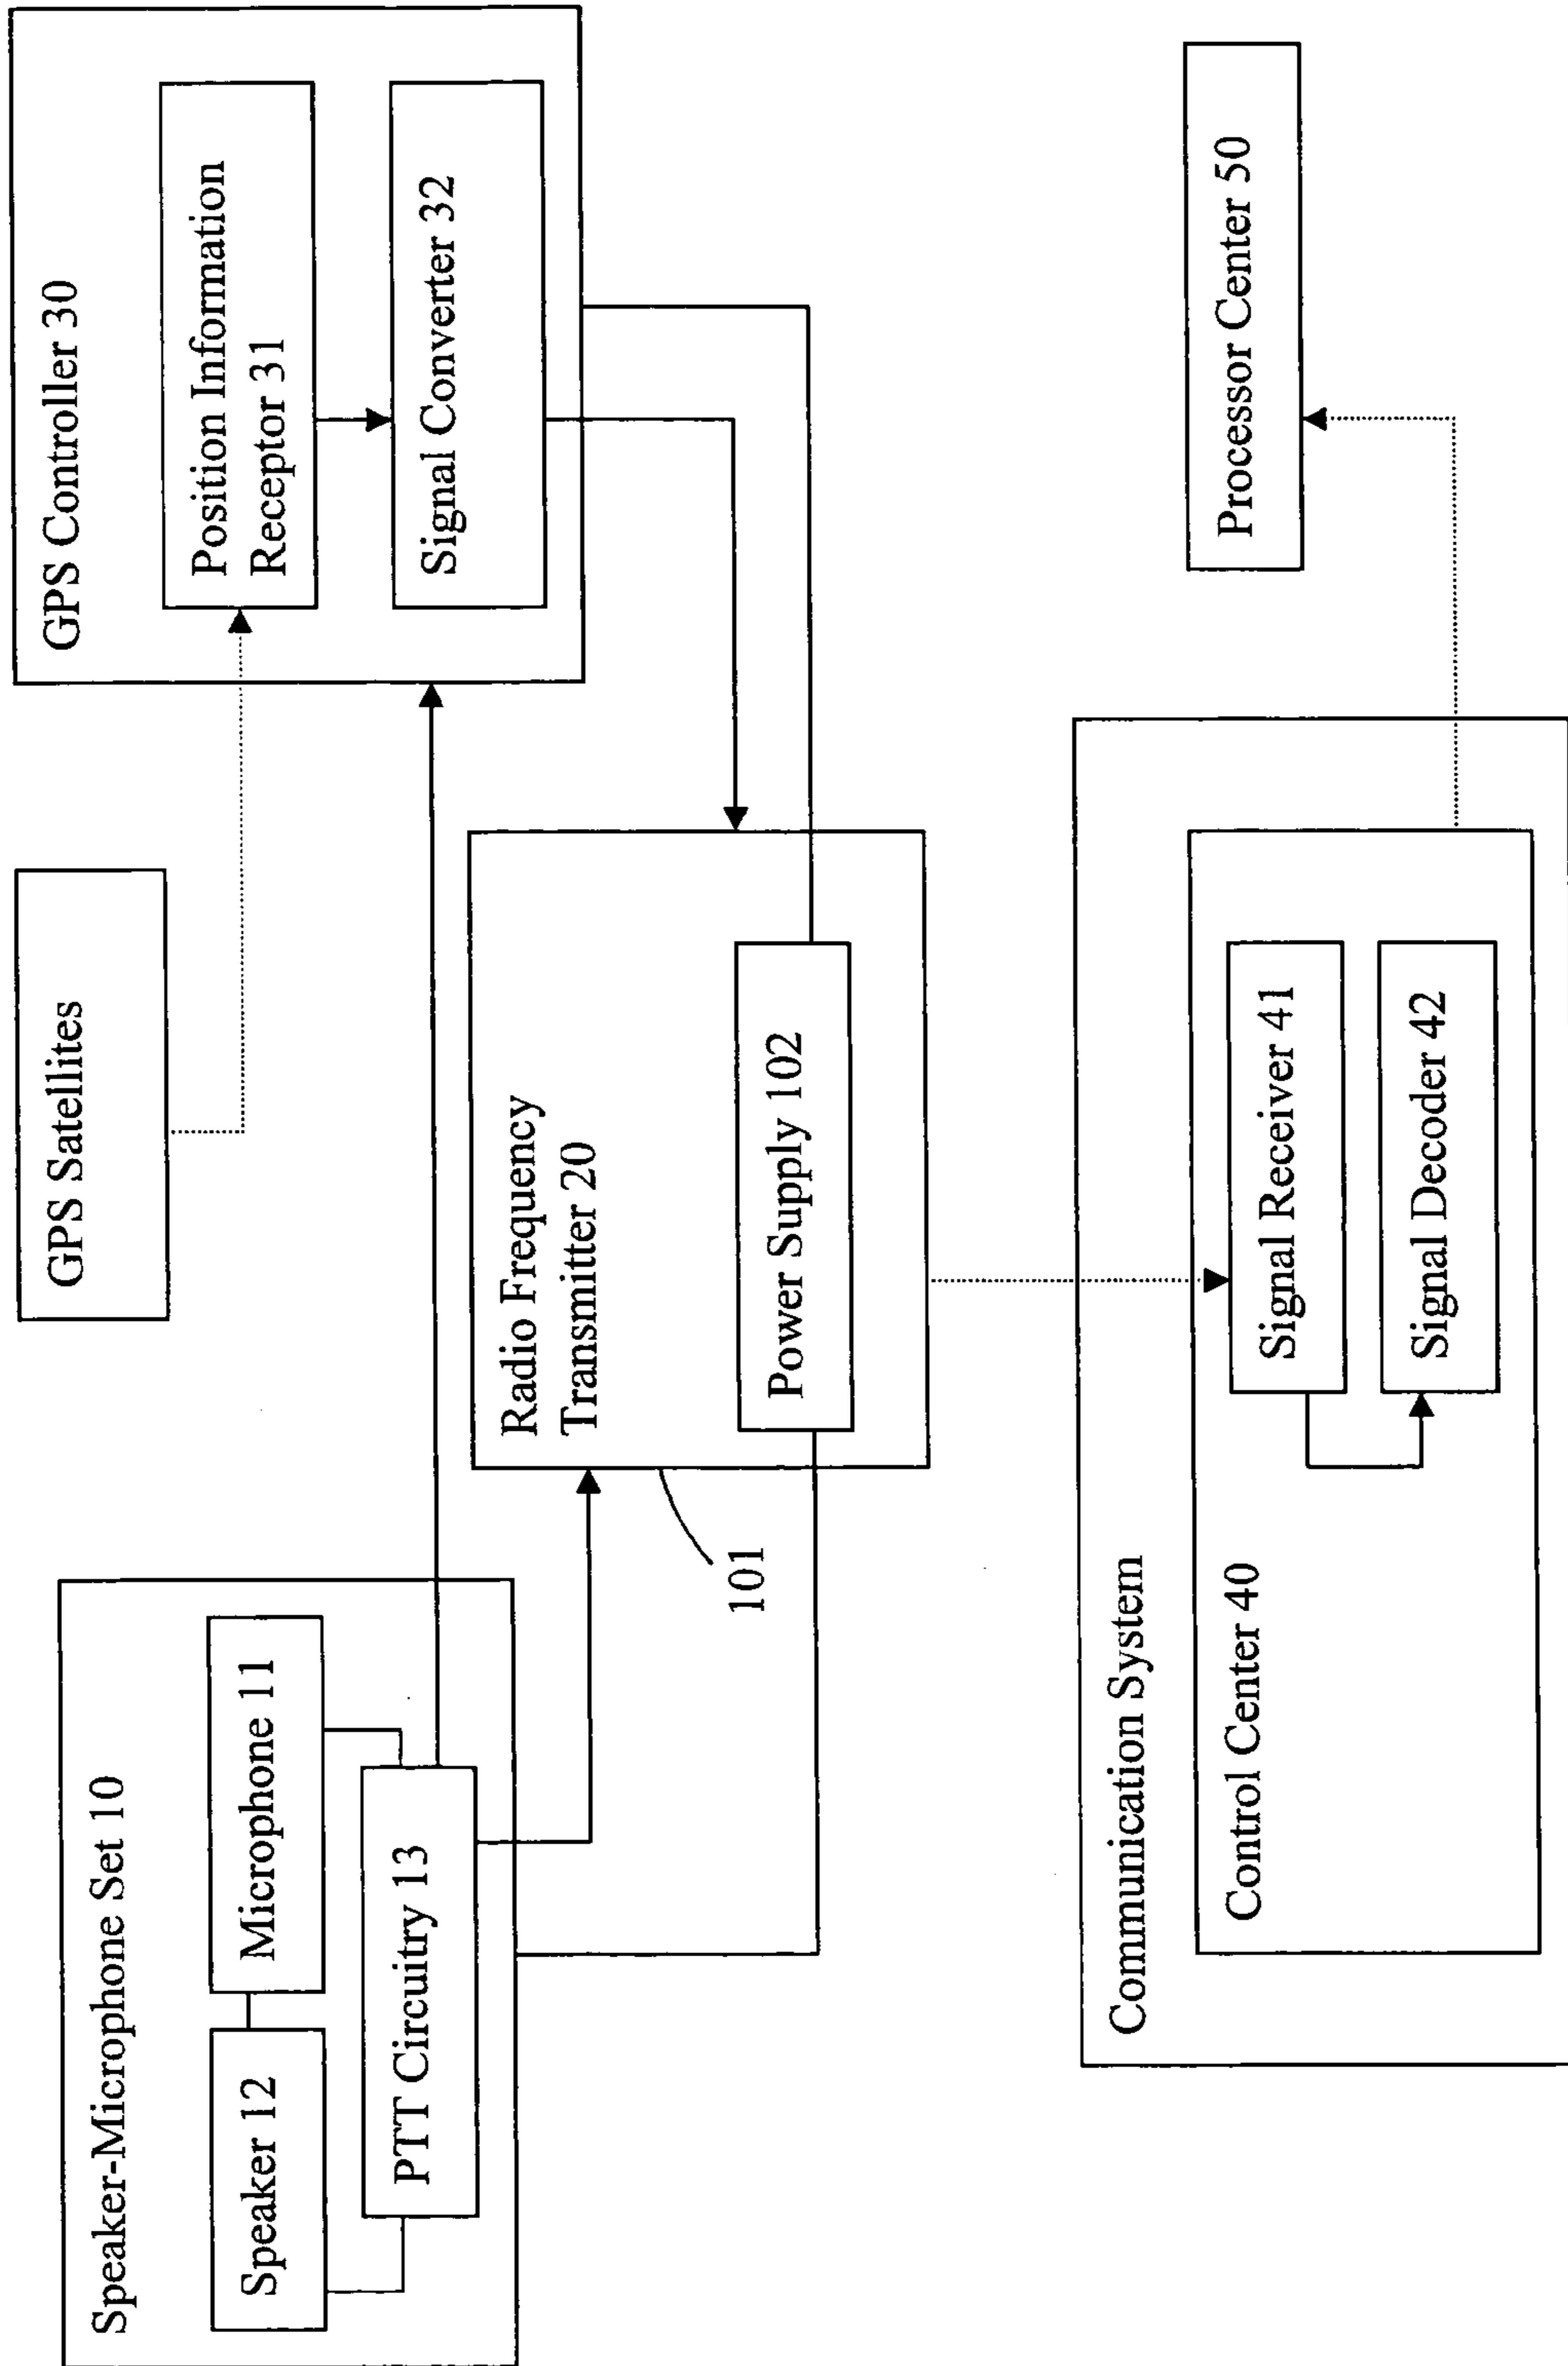 Speaker-Microphone Set 10
Speaker 12
Microphone 11
PTT Circuitry 13
GPS Satellites
GPS Controller 30
Position Information
Receptor 31
Signal Converter 32
Radio Frequency
Transmitter 20
Power Supply 102
101
Communication System
Control Center 40
Signal Receiver 41
Signal Decoder 42
Processor Center 50